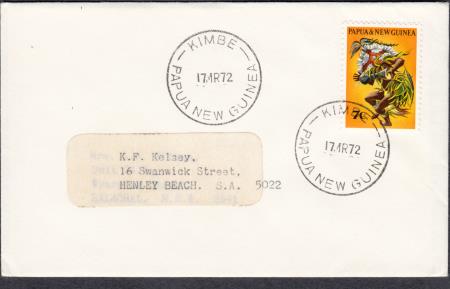 KIMBE
17 MR 72
PAPUA NEW GUINEA
PAPUA & NEW GUINEA
7c
KIMBE
17 MR 72
PAPUA NEW GUINEA
K.F. Kelsey,
16 Swanwick Street,
HENLEY BEACH. S.A. 5022